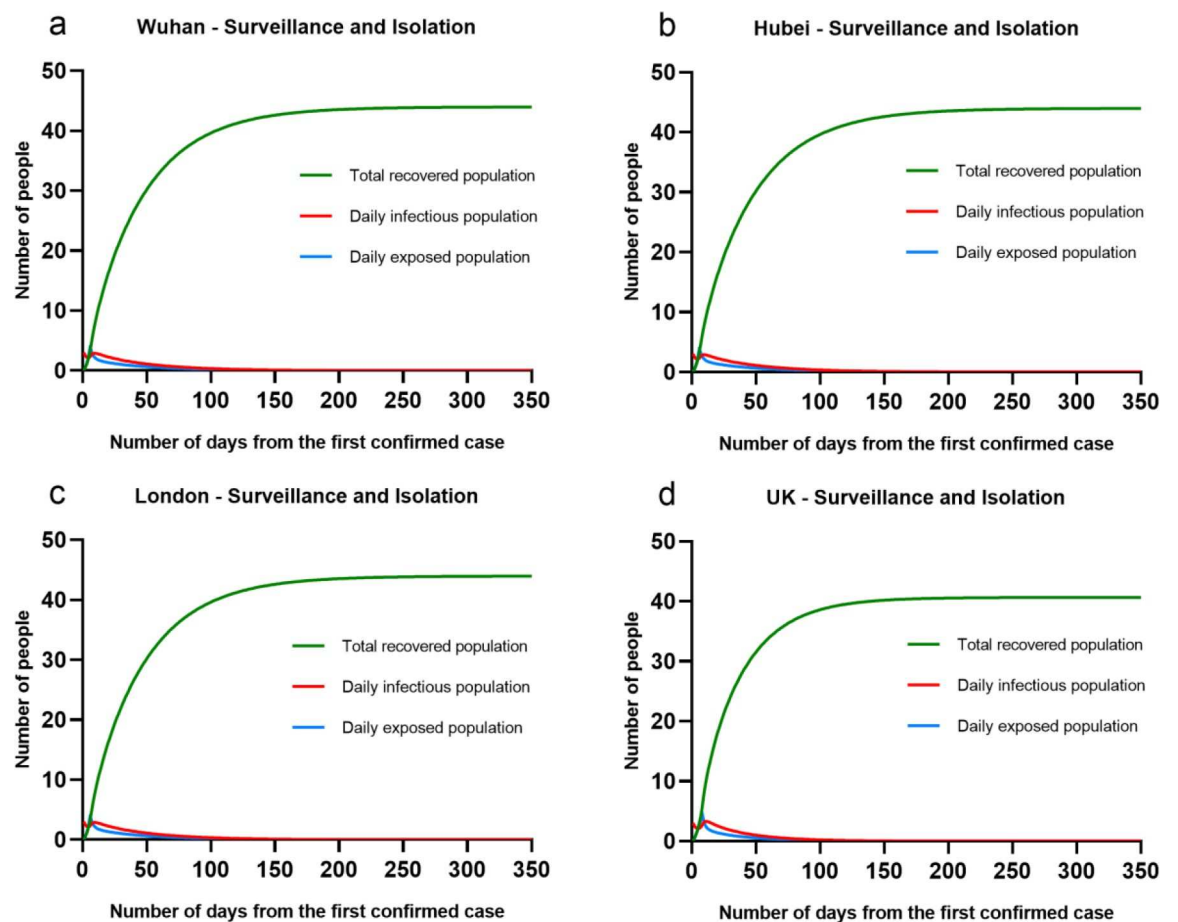 a
Wuhan - Surveillance and Isolation
50
40
30
20
10
0
Number of people
Total recovered population
Daily infectious population
Daily exposed population
0 50 100 150 200 250 300 350
Number of days from the first confirmed case
b
Hubei - Surveillance and Isolation
50
40
30
20
10
0
Number of people
Total recovered population
Daily infectious population
Daily exposed population
0 50 100 150 200 250 300 350
Number of days from the first confirmed case
c
London - Surveillance and Isolation
50
40
30
20
10
0
Number of people
Total recovered population
Daily infectious population
Daily exposed population
0 50 100 150 200 250 300 350
Number of days from the first confirmed case
d
UK - Surveillance and Isolation
50
40
30
20
10
0
Number of people
Total recovered population
Daily infectious population
Daily exposed population
0 50 100 150 200 250 300 350
Number of days from the first confirmed case